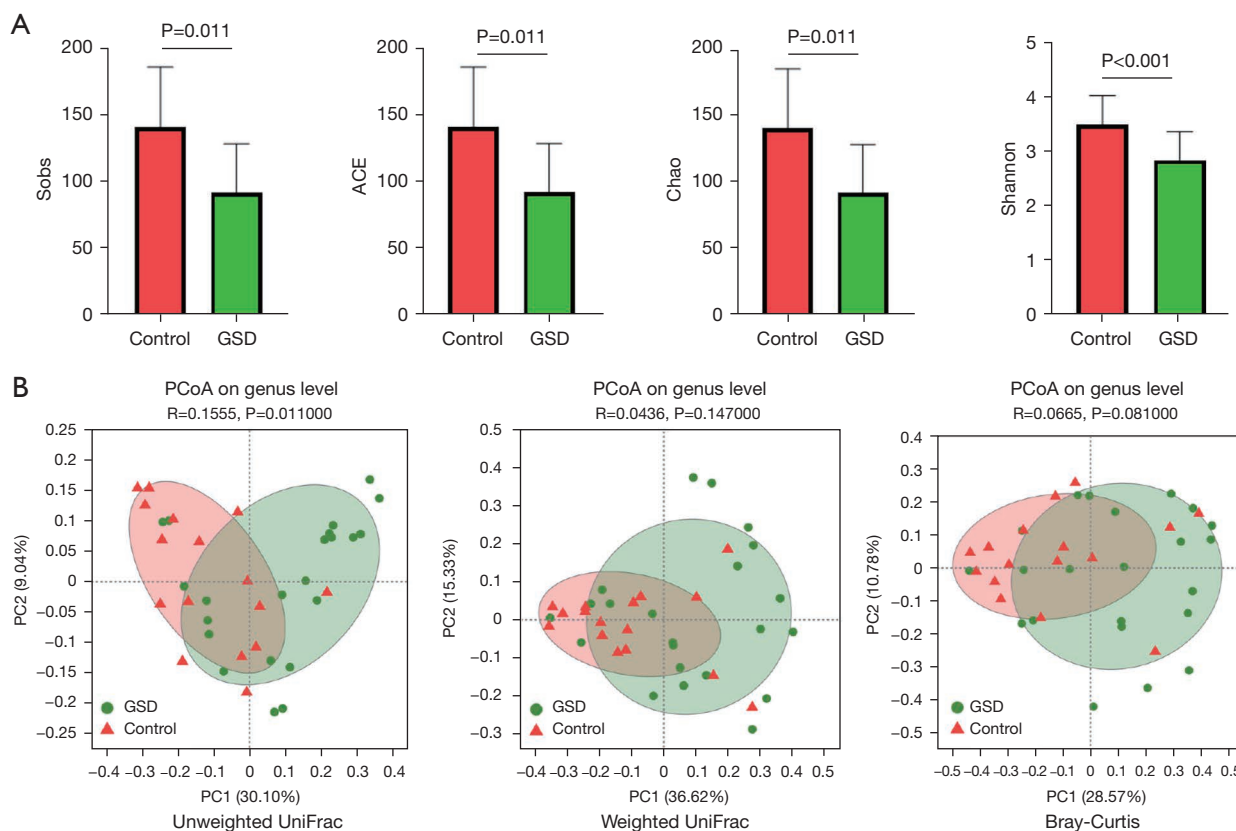 A
P=0.011
200
150
100
50
0
Sobs
Control GSD
P=0.011
200
150
100
50
0
ACE
Control GSD
P=0.011
200
150
100
50
0
Chao
Control GSD
P<0.001
5
4
3
2
1
0
Shannon
Control GSD
B
PCoA on genus level
R=0.1555, P=0.011000
0.25
0.2
0.15
0.1
0.05
0
−0.05
−0.1
−0.15
−0.2
−0.25
PC2 (9.04%)
GSD
Control
−0.4 −0.3 −0.2 −0.1 0 0.1 0.2 0.3 0.4
PC1 (30.10%)
Unweighted UniFrac
PCoA on genus level
R=0.0436, P=0.147000
0.5
0.4
0.3
0.2
0.1
0
−0.1
−0.2
−0.3
PC2 (15.33%)
GSD
Control
−0.4 −0.3 −0.2 −0.1 0 0.1 0.2 0.3 0.4 0.5
PC1 (36.62%)
Weighted UniFrac
PCoA on genus level
R=0.0665, P=0.081000
0.4
0.3
0.2
0.1
0
−0.1
−0.2
−0.3
−0.4
−0.5
PC2 (10.78%)
GSD
Control
−0.5 −0.4 −0.3 −0.2 −0.1 0 0.1 0.2 0.3 0.4 0.5
PC1 (28.57%)
Bray-Curtis